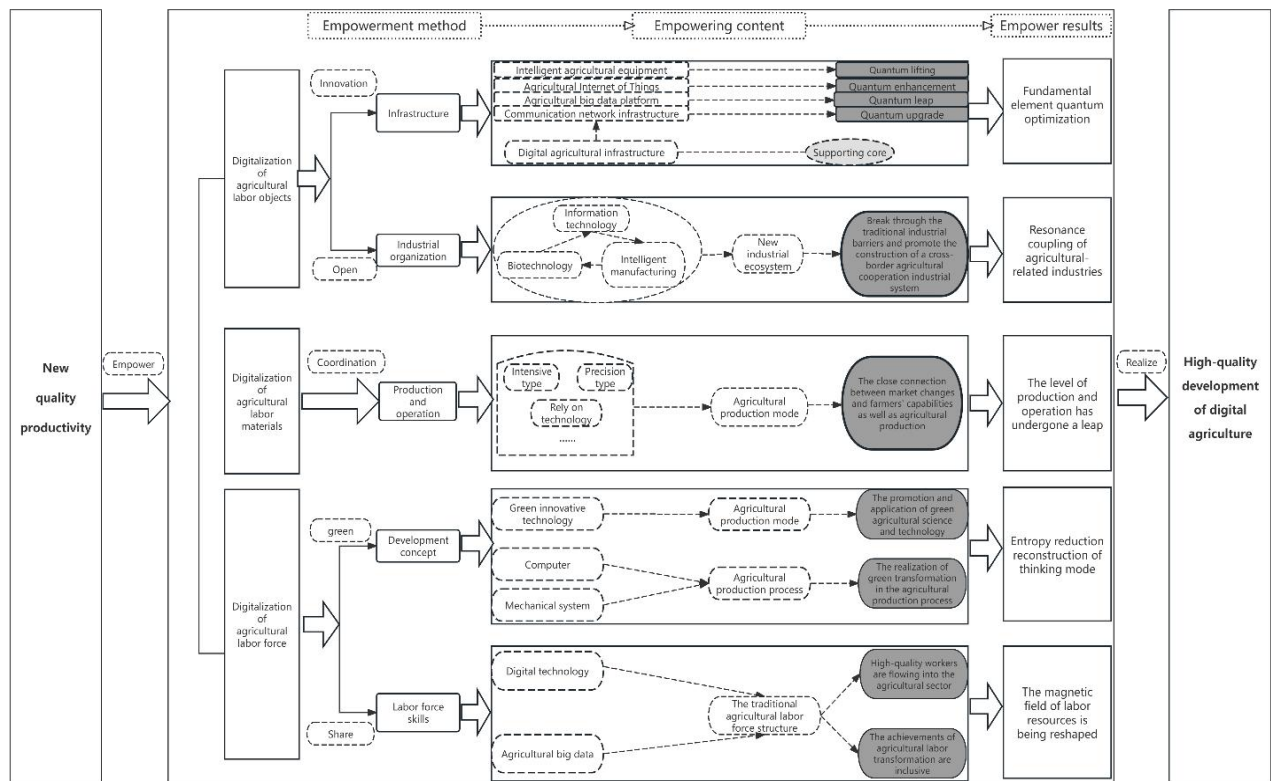 Empowerment method
Empowering content
Empower results
New
quality
productivity
Empower
Digitalization
of
agricultural
labor objects
Innovation
Infrastructure
Intelligent agricultural equipment
Quantum lifting
Agricultural Internet of Things
Quantum enhancement
Agricultural big data platform
Quantum leap
Communication network infrastructure
Quantum upgrade
Digital agricultural infrastructure
Supporting core
Fundamental
element quantum
optimization
Open
Industrial
organization
Information
technology
Biotechnology
Intelligent
manufacturing
New
industrial
ecosystem
Break through the
traditional industrial
barriers and promote the
construction of a cross-
border agricultural
cooperation industrial
system
Resonance
coupling of
agricultural-
related industries
Digitalization
of
agricultural
labor
materials
Coordination
Production
and
operation
Intensive
type
Precision
type
Rely on
technology
......
Agricultural
production mode
The close connection
between market changes
and farmers' capabilities
as well as agricultural
production
The level of
production and
operation has
undergone a leap
Digitalization
of
agricultural
labor force
green
Development
concept
Green innovative
technology
Agricultural
production mode
The promotion and
application of green
agricultural science
and technology
Computer
Mechanical system
Agricultural
production process
The realization of
green transformation
in the agricultural
production process
Entropy reduction
reconstruction of
thinking mode
Share
Labor force
skills
Digital technology
Agricultural big data
The traditional
agricultural labor
force structure
High-quality workers
are flowing into the
agricultural sector
The achievements of
agricultural labor
transformation are
inclusive
The magnetic
field of labor
resources is
being reshaped
Realize
High-quality
development
of digital
agriculture